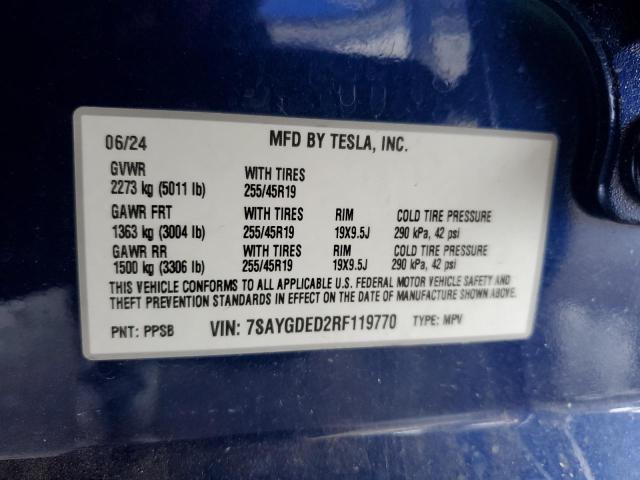 06/24 MFD BY TESLA, INC.
GVWR WITH TIRES
2273 kg (5011 lb) 255/45R19
GAWR FRT WITH TIRES RIM COLD TIRE PRESSURE
1363 kg (3004 lb) 255/45R19 19X9.5J 290 kPa, 42 psi
GAWR RR WITH TIRES RIM COLD TIRE PRESSURE
1500 kg (3306 lb) 255/45R19 19X9.5J 290 kPa, 42 psi
THIS VEHICLE CONFORMS TO ALL APPLICABLE U.S. FEDERAL MOTOR VEHICLE SAFETY AND
THEFT PREVENTION STANDARDS IN EFFECT ON THE DATE OF MANUFACTURE SHOWN ABOVE.
PNT: PPSB VIN: 7SAYGDED2RF119770 TYPE: MPV